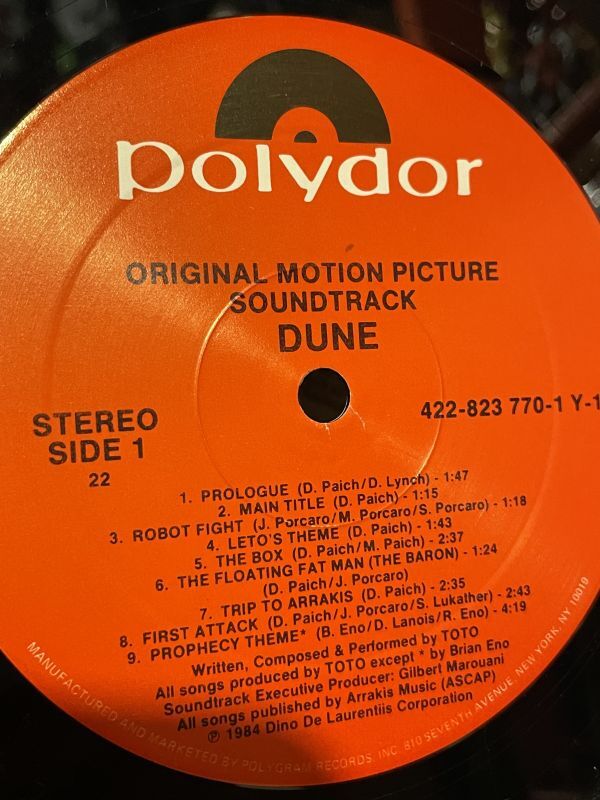 polydor
ORIGINAL MOTION PICTURE
SOUNDTRACK
DUNE
STEREO
SIDE 1
22
422-823 770-1 Y-1
1. PROLOGUE (D. Paich/D. Lynch) - 1:47
2. MAIN TITLE (D. Paich) - 1:15
3. ROBOT FIGHT (J. Porcaro/M. Porcaro/S. Porcaro) - 1:18
4. LETO'S THEME (D. Paich) - 1:43
5. THE BOX (D. Paich/M. Paich) - 2:37
6. THE FLOATING FAT MAN (THE BARON) - 1:24
(D. Paich/J. Porcaro)
7. TRIP TO ARRAKIS (D. Paich) - 2:35
8. FIRST ATTACK (D. Paich/J. Porcaro/S. Lukather) - 2:43
9. PROPHECY THEME* (B. Eno/D. Lanois/R. Eno) - 4:19
Written, Composed & Performed by TOTO
All songs produced by TOTO except * by Brian Eno
Soundtrack Executive Producer: Gilbert Marouani
All songs published by Arrakis Music (ASCAP)
℗ 1984 Dino De Laurentiis Corporation
MANUFACTURED AND MARKETED BY POLYGRAM RECORDS, INC. 810 SEVENTH AVENUE, NEW YORK, NY 10019